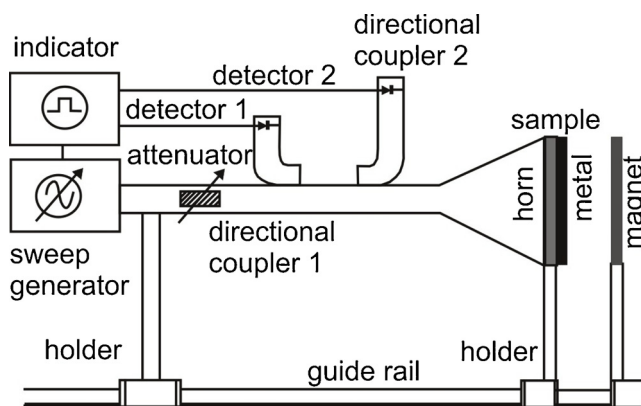 indicator
directional
coupler 2
detector 2
detector 1
attenuator
sample
horn
metal
magnet
directional
coupler 1
sweep
generator
holder
guide rail
holder